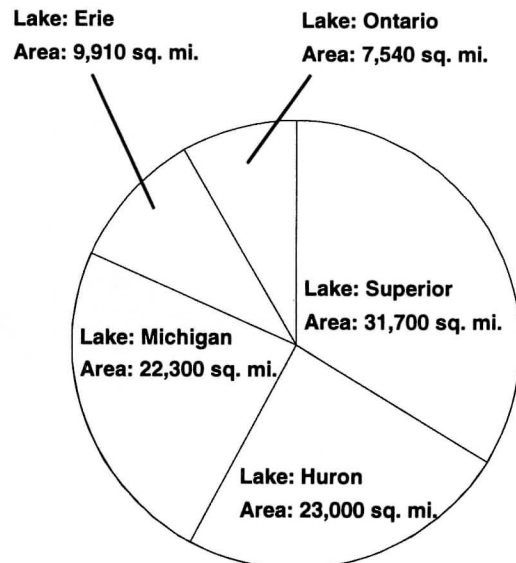 Lake: Erie
Area: 9,910 sq. mi.
Lake: Ontario
Area: 7,540 sq. mi.
Lake: Superior
Area: 31,700 sq. mi.
Lake: Michigan
Area: 22,300 sq. mi.
Lake: Huron
Area: 23,000 sq. mi.